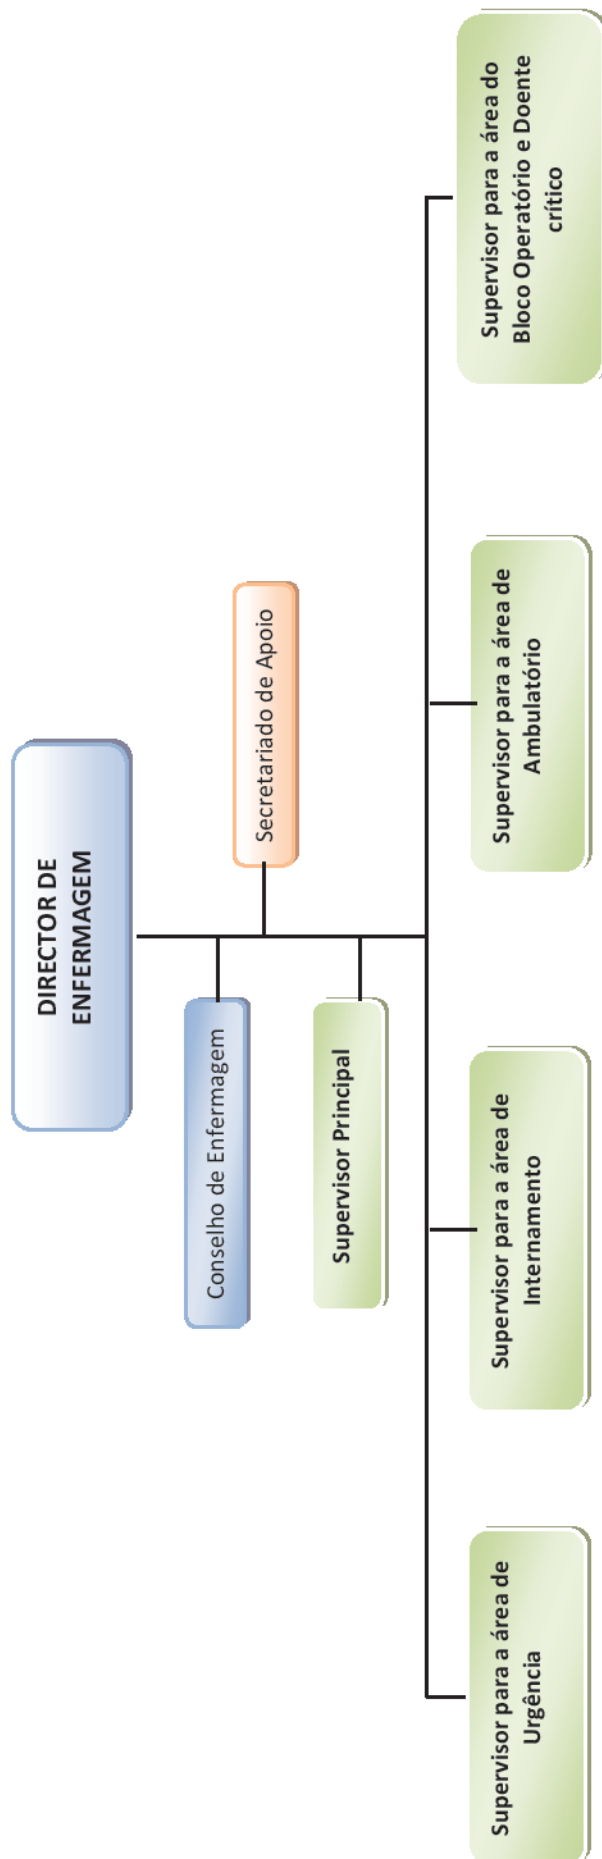 DIRECTOR DE
ENFERMAGEM
Conselho de Enfermagem
Secretariado de Apoio
Supervisor Principal
Supervisor para a área de
Urgência
Supervisor para a área de
Internamento
Supervisor para a área de
Ambulatório
Supervisor para a área do
Bloco Operatório e Doente
crítico